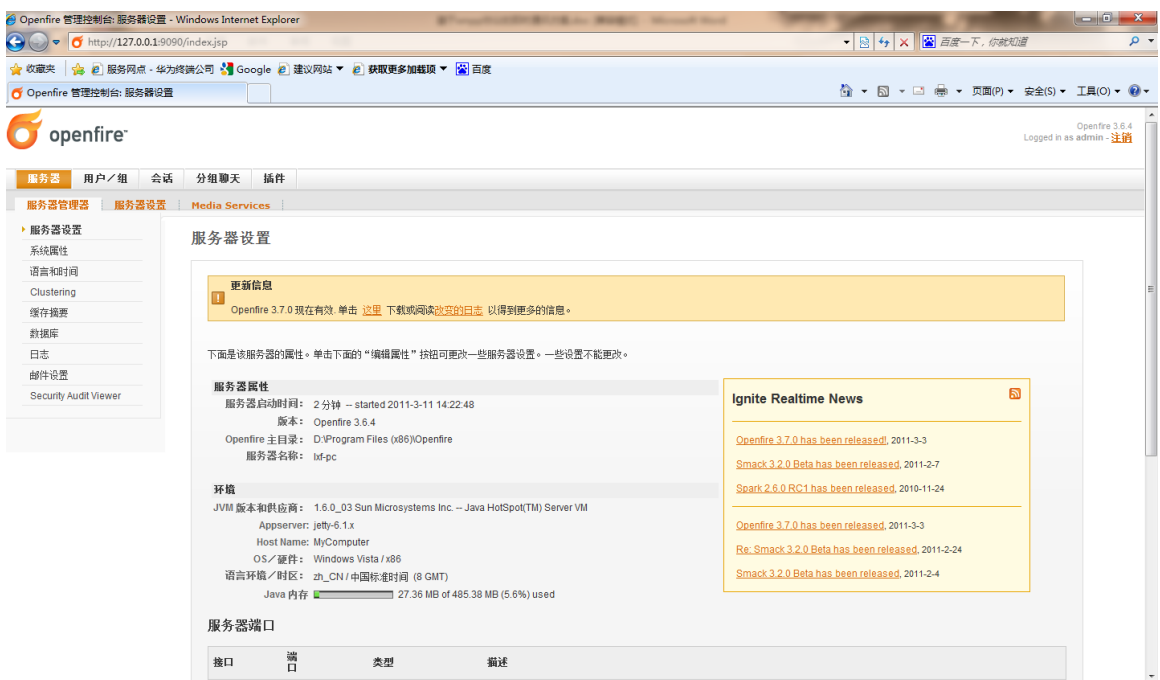 Openfire 管理控制台: 服务器设置 - Windows Internet Explorer
http://127.0.0.1:9090/index.jsp
百度一下，你就知道
收藏夹 服务网点 - 华为终端公司 Google 建议网站 获取更多加载项 百度
Openfire 管理控制台: 服务器设置
页面(P) 安全(S) 工具(O)
openfire
Openfire 3.6.4
Logged in as admin - 注销
服务器 用户／组 会话 分组聊天 插件
服务器管理器 服务器设置 Media Services
服务器设置
系统属性
语言和时间
Clustering
缓存摘要
数据库
日志
邮件设置
Security Audit Viewer
服务器设置
更新信息
Openfire 3.7.0 现在有效. 单击 这里 下载或阅读改变的日志 以得到更多的信息。
下面是该服务器的属性。单击下面的“编辑属性”按钮可更改一些服务器设置。一些设置不能更改。
服务器属性
服务器启动时间： 2 分钟 -- started 2011-3-11 14:22:48
版本： Openfire 3.6.4
Openfire 主目录： D:\Program Files (x86)\Openfire
服务器名称： lxf-pc
环境
JVM 版本和供应商： 1.6.0_03 Sun Microsystems Inc. -- Java HotSpot(TM) Server VM
Appserver: jetty-6.1.x
Host Name: MyComputer
OS／硬件： Windows Vista / x86
语言环境／时区： zh_CN / 中国标准时间 (8 GMT)
Java 内存 27.36 MB of 485.38 MB (5.6%) used
Ignite Realtime News
Openfire 3.7.0 has been released!, 2011-3-3
Smack 3.2.0 Beta has been released, 2011-2-7
Spark 2.6.0 RC1 has been released, 2010-11-24
Openfire 3.7.0 has been released, 2011-3-3
Re: Smack 3.2.0 Beta has been released, 2011-2-24
Smack 3.2.0 Beta has been released, 2011-2-4
服务器端口
接口 端口 类型 描述